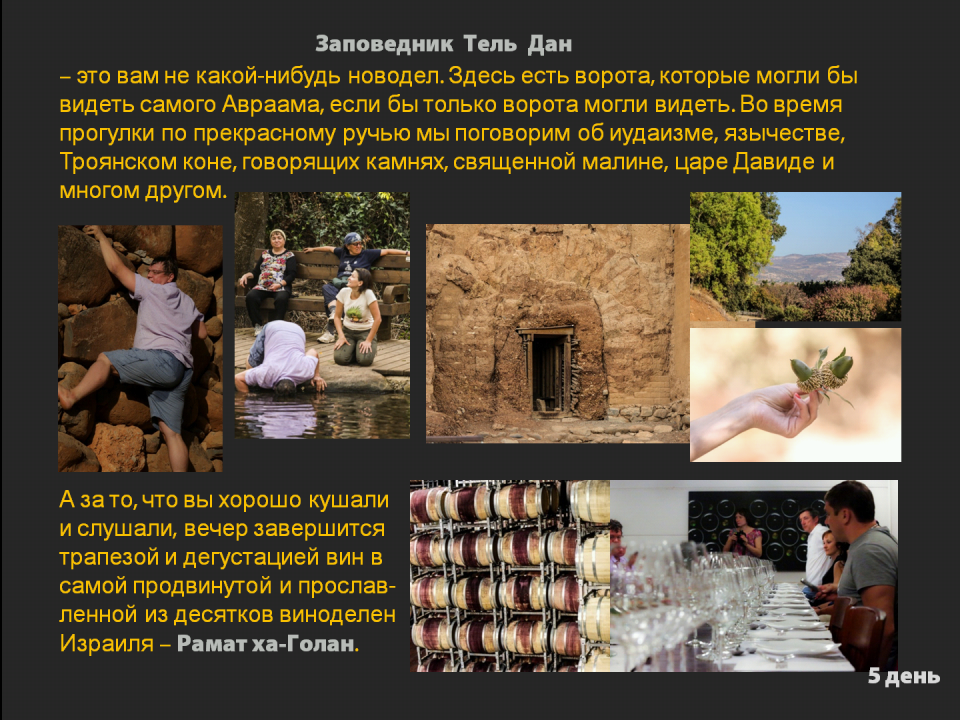 Заповедник Тель Дан
– это вам не какой-нибудь новодел. Здесь есть ворота, которые могли бы
видеть самого Авраама, если бы только ворота могли видеть. Во время
прогулки по прекрасному ручью мы поговорим об иудаизме, язычестве,
Троянском коне, говорящих камнях, священной малине, царе Давиде и
многом другом.
А за то, что вы хорошо кушали
и слушали, вечер завершится
трапезой и дегустацией вин в
самой продвинутой и прослав-
ленной из десятков виноделен
Израиля – Рамат ха-Голан.
5 день